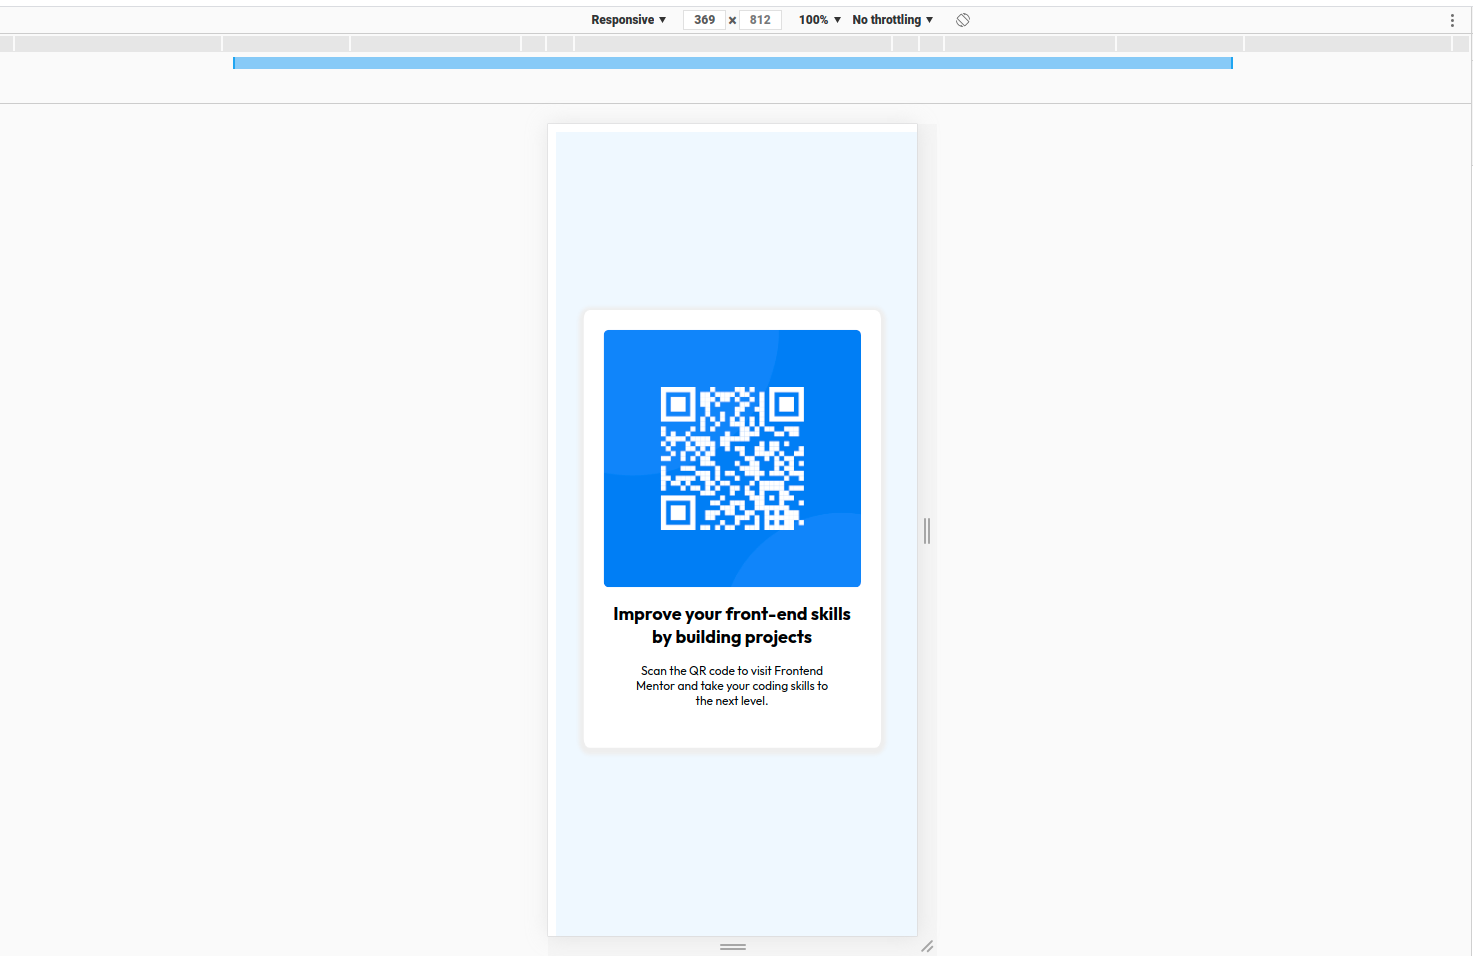 Responsive ▼ 369 × 812 100% ▼ No throttling ▼
Improve your front-end skills
by building projects
Scan the QR code to visit Frontend
Mentor and take your coding skills to
the next level.